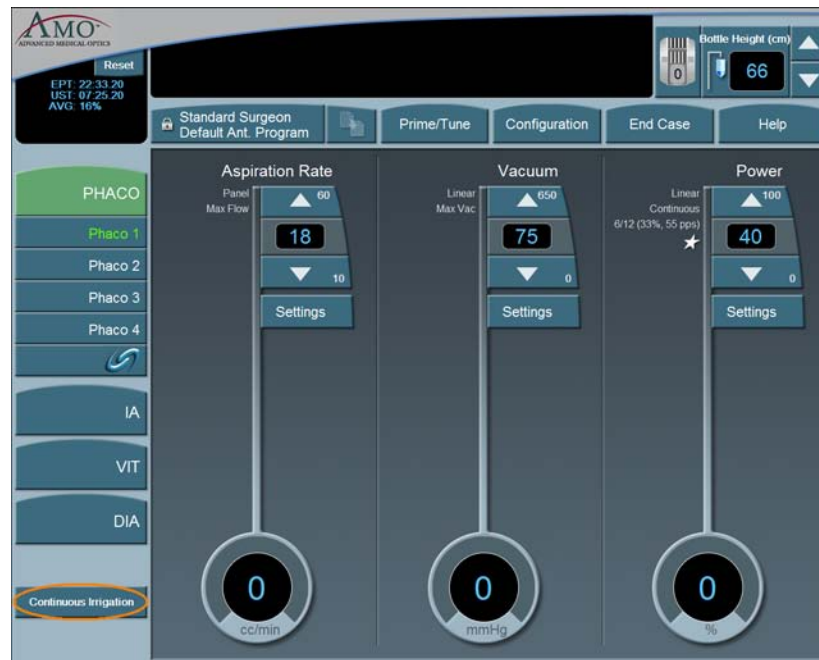 AMO
ADVANCED MEDICAL OPTICS
Reset
EPT: 22:33.20
UST: 07:25.20
AVG: 16%
0
Bottle Height (cm)
66
Standard Surgeon
Default Ant. Program
Prime/Tune
Configuration
End Case
Help
PHACO
Phaco 1
Phaco 2
Phaco 3
Phaco 4
IA
VIT
DIA
Continuous Irrigation
Aspiration Rate
Panel
Max Flow
60
18
10
Settings
0
cc/min
Vacuum
Linear
Max Vac
650
75
0
Settings
0
mmHg
Power
Linear
Continuous
6/12 (33%, 55 pps)
100
40
0
Settings
0
%